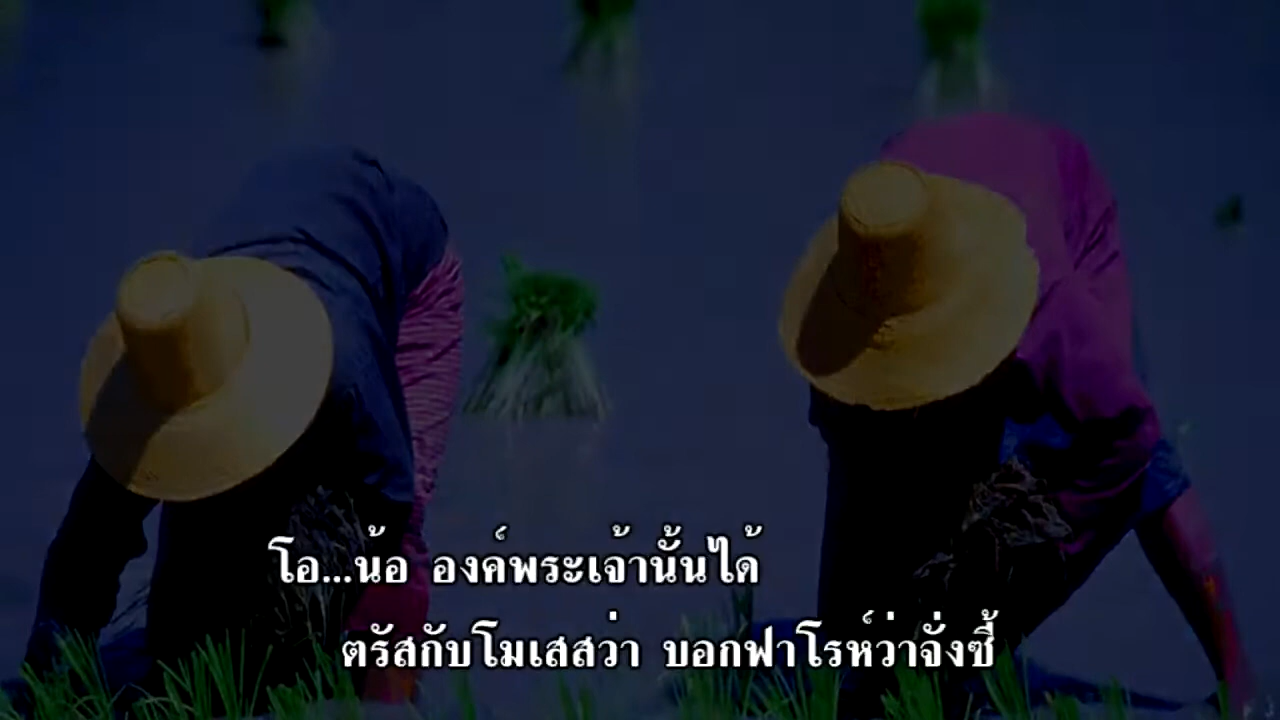 โอ...น้อ องค์พระเจ้านั้นได้
ตรัสกับโมเสสว่า บอกฟาโรห์ว่าจั่งซี้